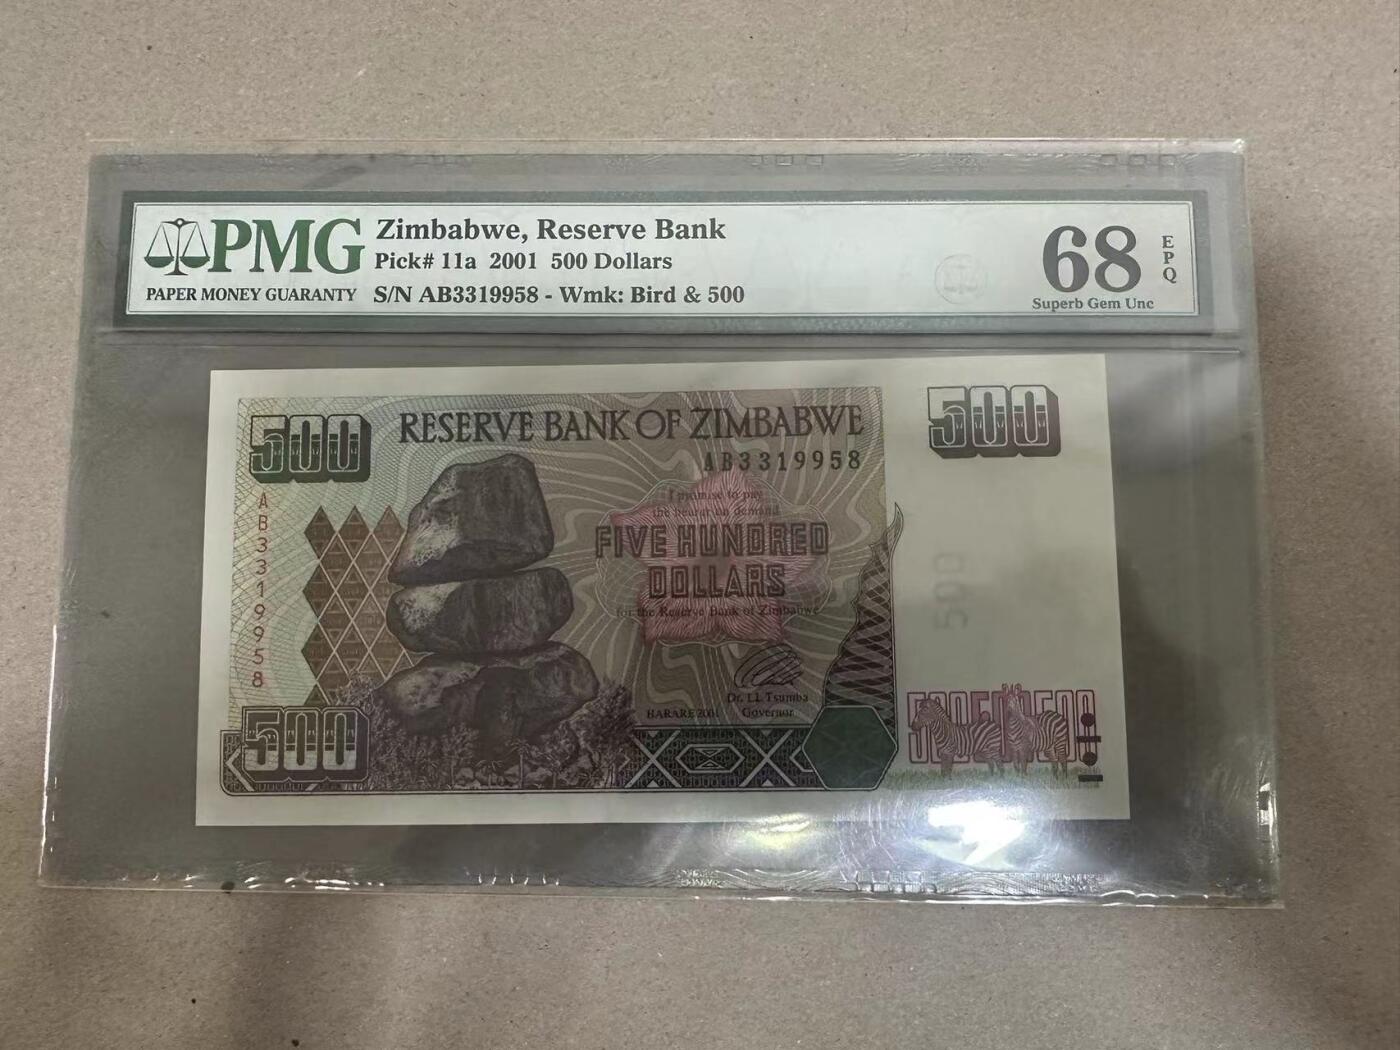 PMG
PAPER MONEY GUARANTY
Zimbabwe, Reserve Bank
Pick# 11a 2001 500 Dollars
S/N AB3319958 - Wmk: Bird & 500
68
EPQ
Superb Gem Unc
500
RESERVE BANK OF ZIMBABWE
500
AB3319958
I promise to pay
the bearer on demand
FIVE HUNDRED
DOLLARS
for the Reserve Bank of Zimbabwe
AB3319958
500
Dr. L.L Tsumba
HARARE 2001 Governor
500
500500500